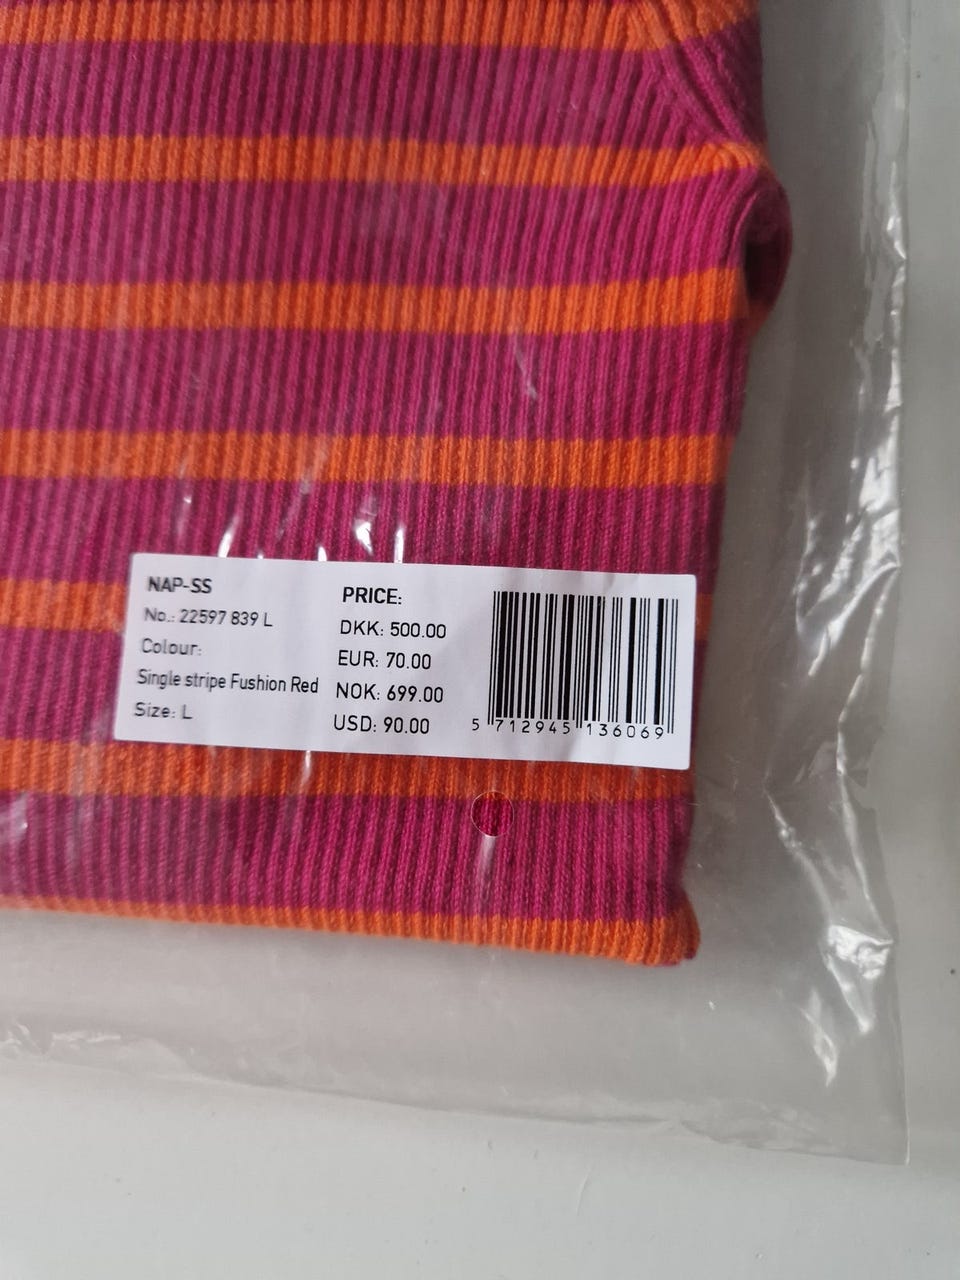 NAP-SS
No.: 22597 839 L
Colour:
Single stripe Fushion Red
Size: L
PRICE:
DKK: 500.00
EUR: 70.00
NOK: 699.00
USD: 90.00
5 712945 136069